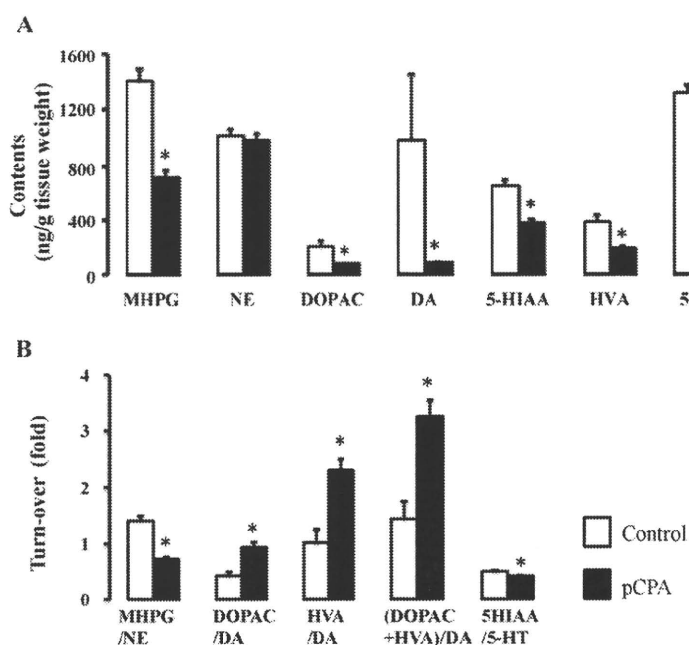 A
Contents
(ng/g tissue weight)
1600
1200
800
400
0
*
*
*
*
*
MHPG NE DOPAC DA 5-HIAA HVA 5
B
Turn-over (fold)
4
3
2
1
0
*
*
*
*
*
MHPG
/NE
DOPAC
/DA
HVA
/DA
(DOPAC
+HVA)/DA
5HIAA
/5-HT
Control
pCPA